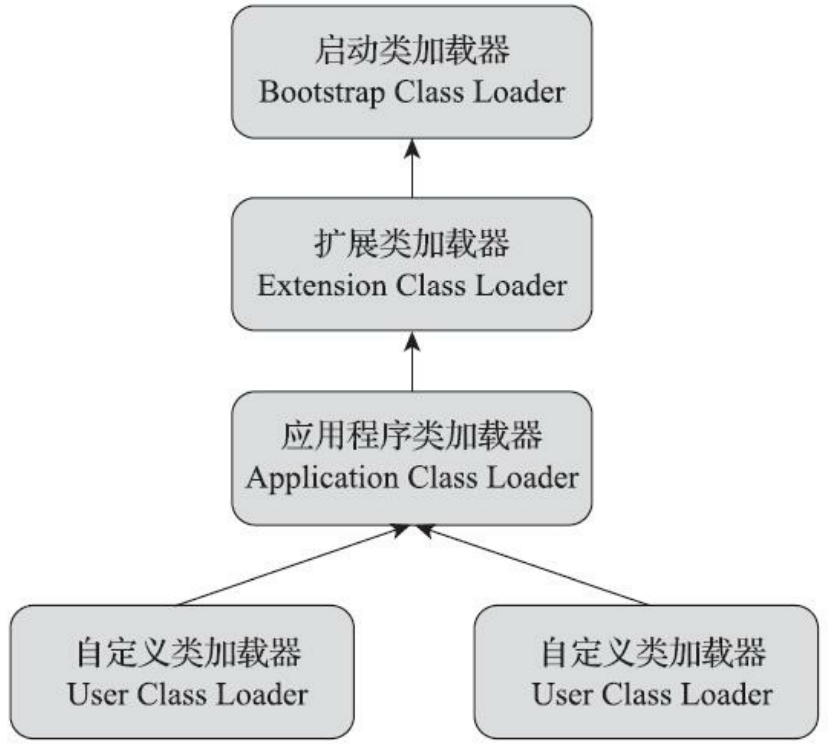 启动类加载器
Bootstrap Class Loader
扩展类加载器
Extension Class Loader
应用程序类加载器
Application Class Loader
自定义类加载器
User Class Loader
自定义类加载器
User Class Loader